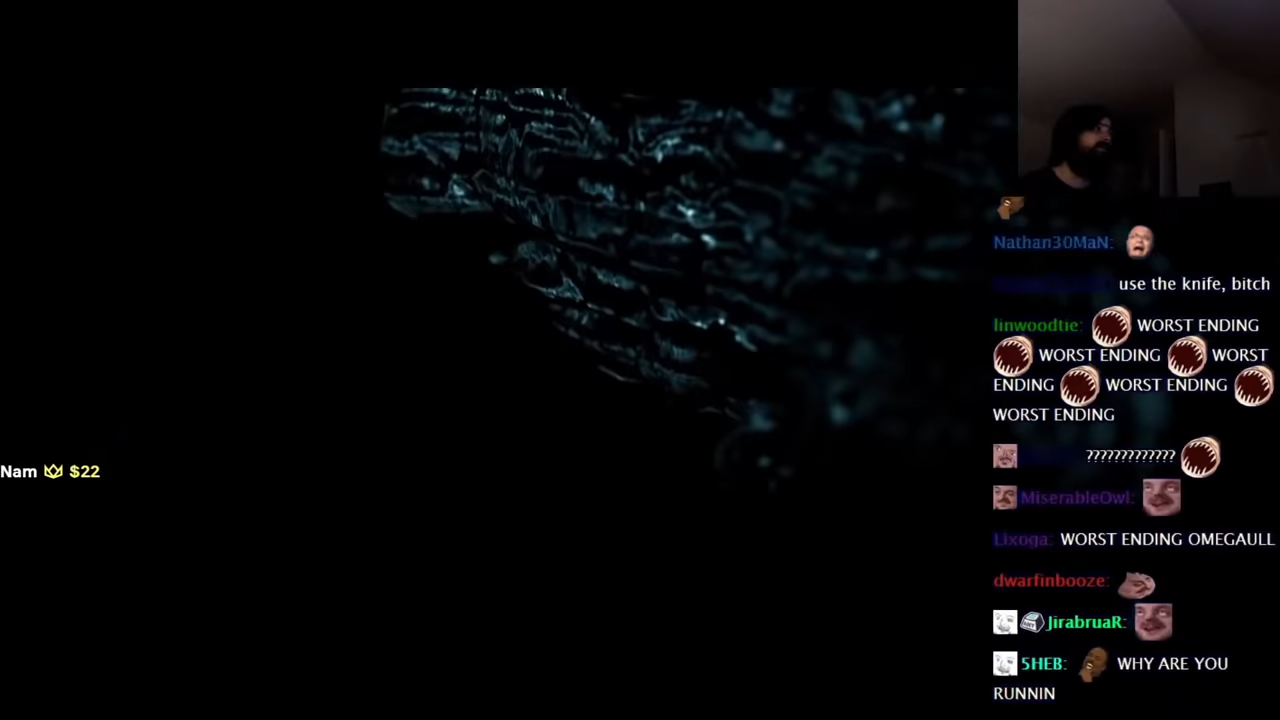 Nathan30MaN:
use the knife, bitch
linwoodtie: WORST ENDING
WORST ENDING WORST
ENDING WORST ENDING
WORST ENDING
?????????????
MiserableOwl:
Lixoga: WORST ENDING OMEGAULL
Nam $22
dwarfinbooze:
JirabruaR:
5HEB: WHY ARE YOU
RUNNIN